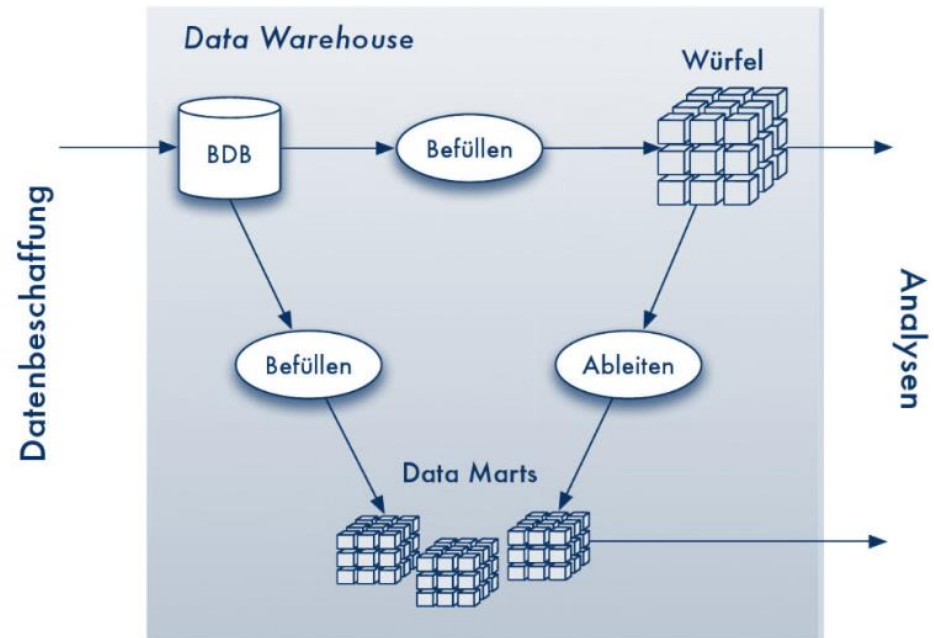 Data Warehouse
Würfel
BDB
Befüllen
Datenbeschaffung
Analysen
Befüllen
Ableiten
Data Marts